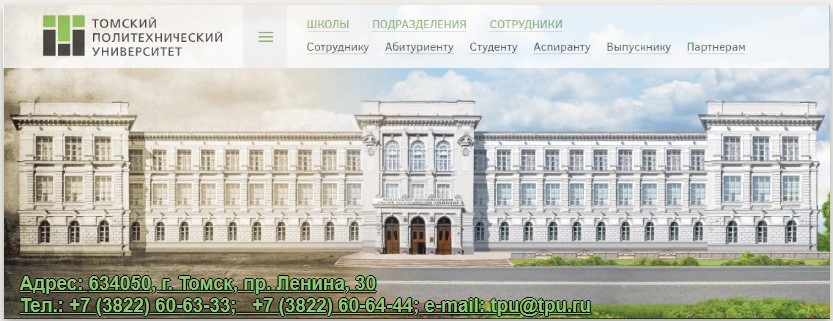 ТОМСКИЙ
ПОЛИТЕХНИЧЕСКИЙ
УНИВЕРСИТЕТ
ШКОЛЫ ПОДРАЗДЕЛЕНИЯ СОТРУДНИКИ
Сотруднику Абитуриенту Студенту Аспиранту Выпускнику Партнерам
Адрес: 634050, г. Томск, пр. Ленина, 30
Тел.: +7 (3822) 60-63-33; +7 (3822) 60-64-44; e-mail: tpu@tpu.ru